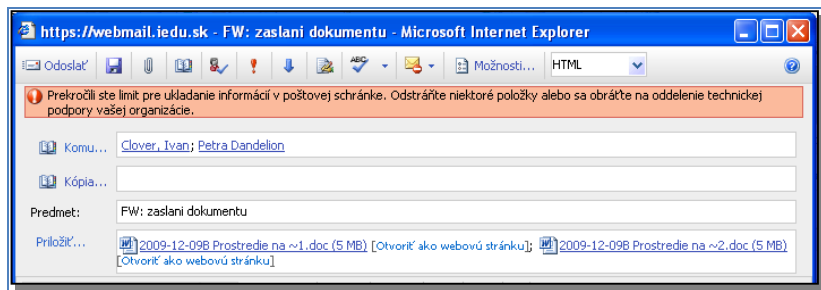 https://webmail.iedu.sk - FW: zaslani dokumentu - Microsoft Internet Explorer
Odoslať ABC Možnosti... HTML
Prekročili ste limit pre ukladanie informácií v poštovej schránke. Odstráňte niektoré položky alebo sa obráťte na oddelenie technickej
podpory vašej organizácie.
Komu... Clover, Ivan; Petra Dandelion
Kópia...
Predmet: FW: zaslani dokumentu
Priložiť... 2009-12-09B Prostredie na ~1.doc (5 MB) [Otvoriť ako webovú stránku]; 2009-12-09B Prostredie na ~2.doc (5 MB)
[Otvoriť ako webovú stránku]